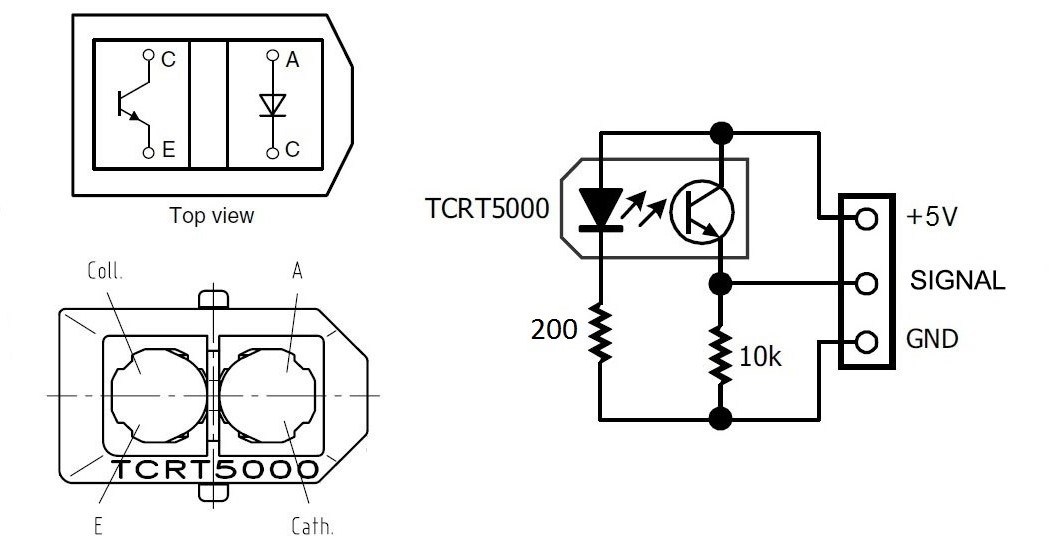 C
A
E
C
Top view
Coll.
A
TCRT5000
E
Cath.
TCRT5000
+5V
SIGNAL
200
10k
GND